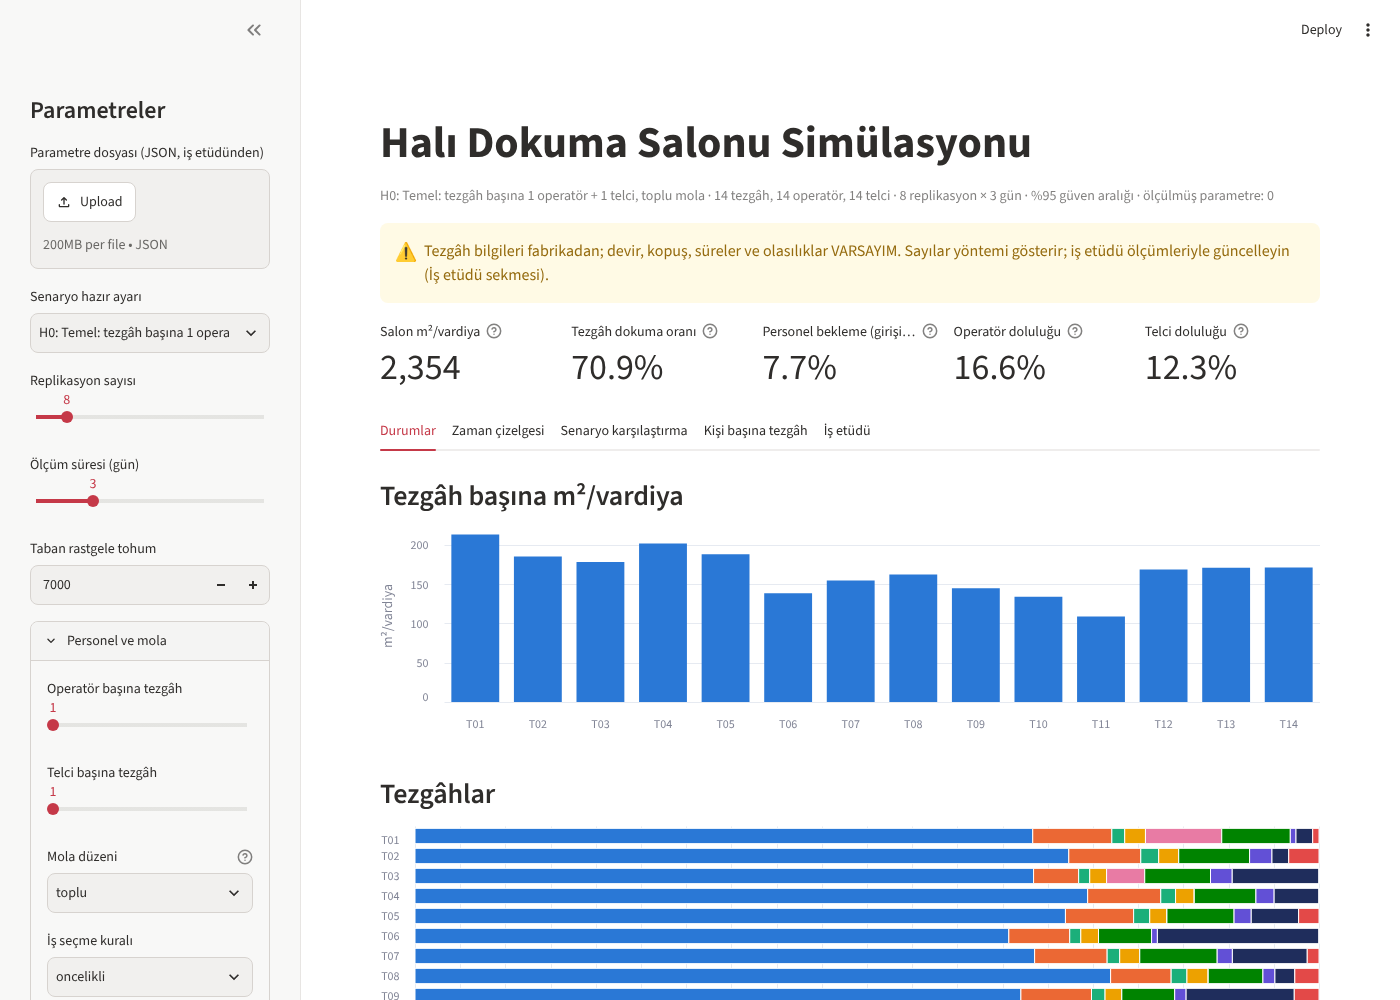 Deploy
Parametreler
Parametre dosyası (JSON, iş etüdünden)
Upload
200MB per file • JSON
Senaryo hazır ayarı
H0: Temel: tezgâh başına 1 opera
Replikasyon sayısı
8
Ölçüm süresi (gün)
3
Taban rastgele tohum
7000
Personel ve mola
Operatör başına tezgâh
1
Telci başına tezgâh
1
Mola düzeni
toplu
İş seçme kuralı
oncelikli
Halı Dokuma Salonu Simülasyonu
H0: Temel: tezgâh başına 1 operatör + 1 telci, toplu mola · 14 tezgâh, 14 operatör, 14 telci · 8 replikasyon × 3 gün · %95 güven aralığı · ölçülmüş parametre: 0
Tezgâh bilgileri fabrikadan; devir, kopuş, süreler ve olasılıklar VARSAYIM. Sayılar yöntemi gösterir; iş etüdü ölçümleriyle güncelleyin
(İş etüdü sekmesi).
Salon m²/vardiya
2,354
Tezgâh dokuma oranı
70.9%
Personel bekleme (girişi…
7.7%
Operatör doluluğu
16.6%
Telci doluluğu
12.3%
Durumlar Zaman çizelgesi Senaryo karşılaştırma Kişi başına tezgâh İş etüdü
Tezgâh başına m²/vardiya
m²/vardiya
200
150
100
50
0
T01 T02 T03 T04 T05 T06 T07 T08 T09 T10 T11 T12 T13 T14
Tezgâhlar
T01
T02
T03
T04
T05
T06
T07
T08
T09